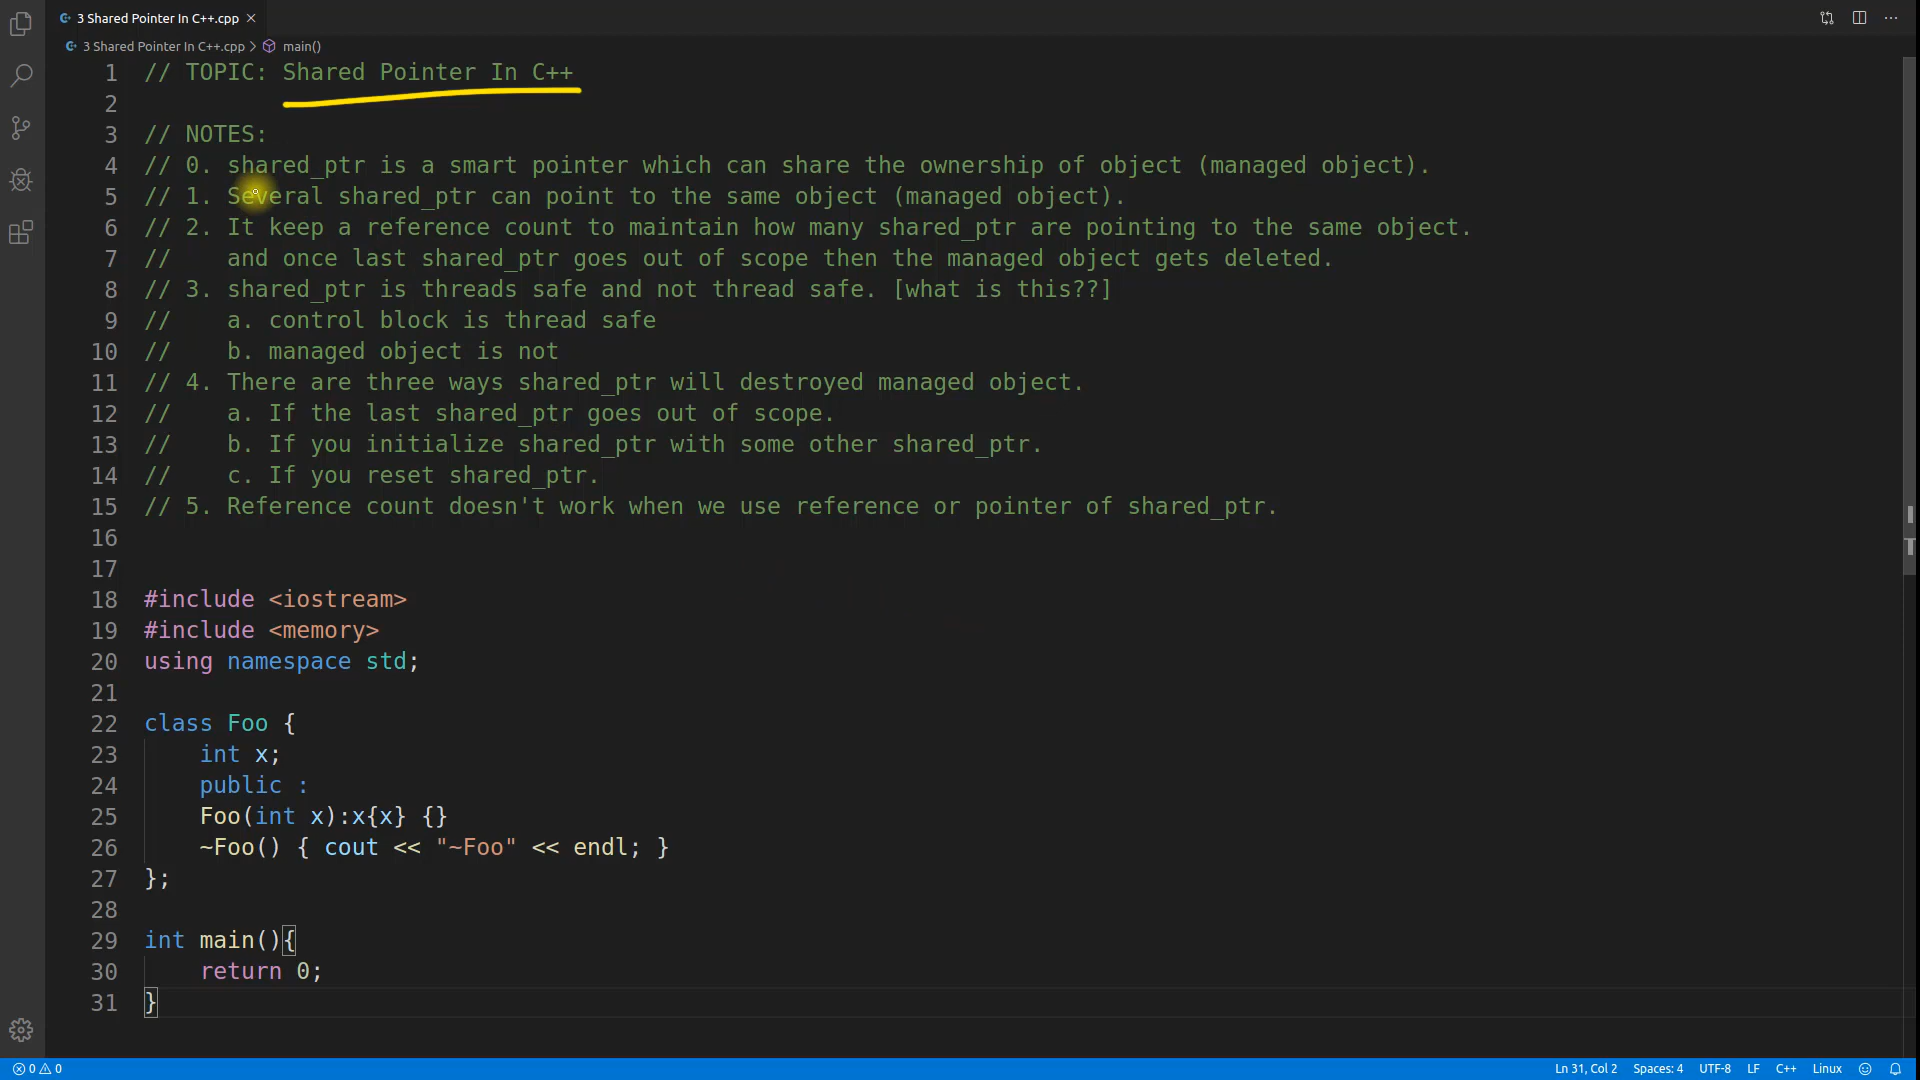 3 Shared Pointer In C++.cpp
3 Shared Pointer In C++.cpp > main()
1 // TOPIC: Shared Pointer In C++
2
3 // NOTES:
4 // 0. shared_ptr is a smart pointer which can share the ownership of object (managed object).
5 // 1. Several shared_ptr can point to the same object (managed object).
6 // 2. It keep a reference count to maintain how many shared_ptr are pointing to the same object.
7 //    and once last shared_ptr goes out of scope then the managed object gets deleted.
8 // 3. shared_ptr is threads safe and not thread safe. [what is this??]
9 //    a. control block is thread safe
10 //    b. managed object is not
11 // 4. There are three ways shared_ptr will destroyed managed object.
12 //    a. If the last shared_ptr goes out of scope.
13 //    b. If you initialize shared_ptr with some other shared_ptr.
14 //    c. If you reset shared_ptr.
15 // 5. Reference count doesn't work when we use reference or pointer of shared_ptr.
16
17
18 #include <iostream>
19 #include <memory>
20 using namespace std;
21
22 class Foo {
23     int x;
24     public :
25     Foo(int x):x{x} {}
26     ~Foo() { cout << "~Foo" << endl; }
27 };
28
29 int main(){
30     return 0;
31 }
0 0 Ln 31, Col 2 Spaces: 4 UTF-8 LF C++ Linux